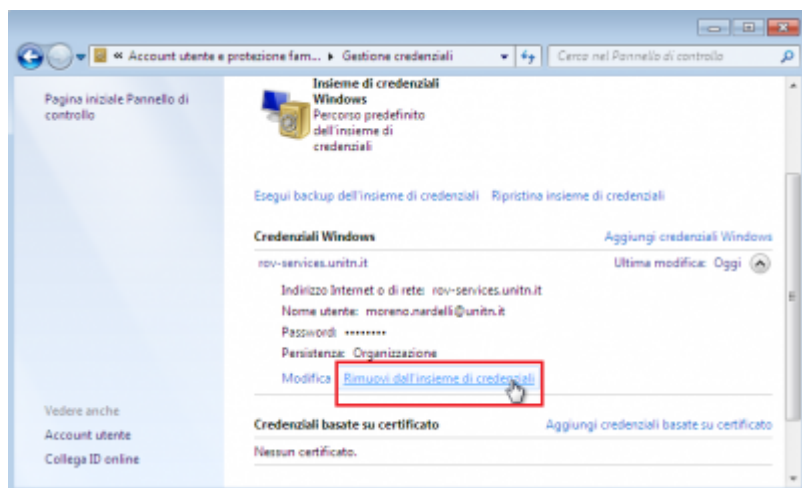 « Account utente e protezione fam... ▸ Gestione credenziali
Cerca nel Pannello di controllo
Pagina iniziale Pannello di
controllo
Insieme di credenziali
Windows
Percorso predefinito
dell'insieme di
credenziali
Esegui backup dell'insieme di credenziali Ripristina insieme di credenziali
Credenziali Windows Aggiungi credenziali Windows
rov-services.unitn.it Ultima modifica: Oggi
Indirizzo Internet o di rete: rov-services.unitn.it
Nome utente: moreno.nardelli@unitn.it
Password: ••••••••
Persistenza: Organizzazione
Modifica Rimuovi dall'insieme di credenziali
Credenziali basate su certificato Aggiungi credenziali basate su certificato
Nessun certificato.
Vedere anche
Account utente
Collega ID online